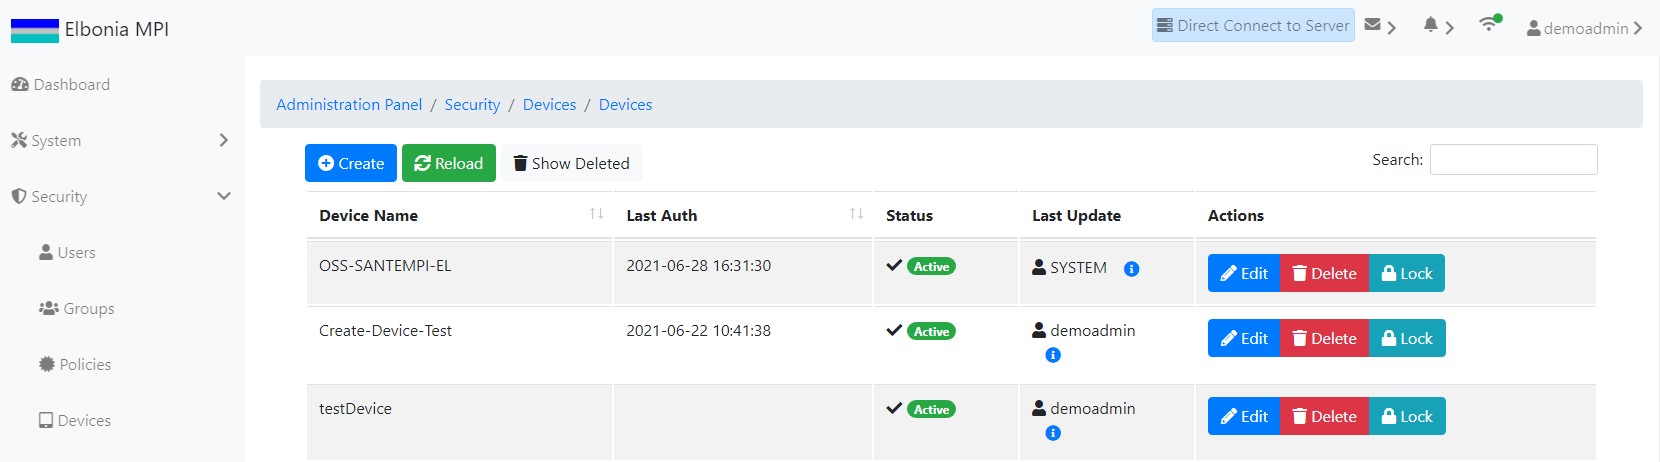 Elbonia MPI
Direct Connect to Server
demoadmin
Dashboard
System
Security
Users
Groups
Policies
Devices
Administration Panel / Security / Devices / Devices
Create Reload Show Deleted Search:
Device Name Last Auth Status Last Update Actions
OSS-SANTEMPI-EL 2021-06-28 16:31:30 Active SYSTEM Edit Delete Lock
Create-Device-Test 2021-06-22 10:41:38 Active demoadmin Edit Delete Lock
testDevice Active demoadmin Edit Delete Lock